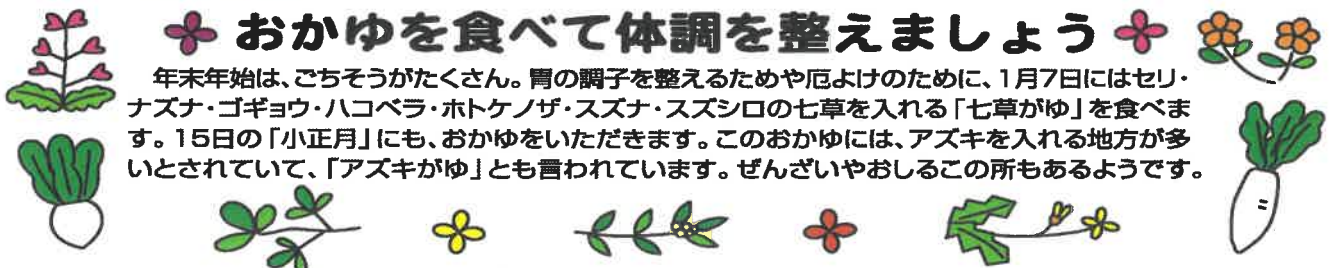 おかゆを食べて体調を整えましょう
年末年始は、ごちそうがたくさん。胃の調子を整えるためや厄よけのために、1月7日にはセリ・
ナズナ・ゴギョウ・ハコベラ・ホトケノザ・スズナ・スズシロの七草を入れる「七草がゆ」を食べま
す。15日の「小正月」にも、おかゆをいただきます。このおかゆには、アズキを入れる地方が多
いとされていて、「アズキがゆ」とも言われています。ぜんざいやおしるこの所もあるようです。